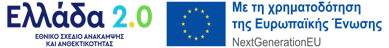 Ελλάδα 2.0
ΕΘΝΙΚΟ ΣΧΕΔΙΟ ΑΝΑΚΑΜΨΗΣ
ΚΑΙ ΑΝΘΕΚΤΙΚΟΤΗΤΑΣ
Με τη χρηματοδότηση
της Ευρωπαϊκής Ένωσης
NextGenerationEU